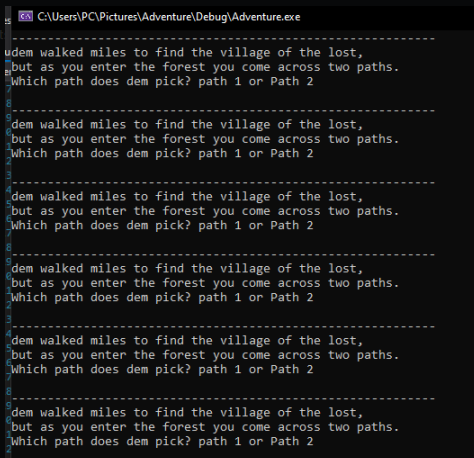 C:\Users\PC\Pictures\Adventure\Debug\Adventure.exe
-----------------------------------------------------------
dem walked miles to find the village of the lost,
but as you enter the forest you come across two paths.
Which path does dem pick? path 1 or Path 2
-----------------------------------------------------------
dem walked miles to find the village of the lost,
but as you enter the forest you come across two paths.
Which path does dem pick? path 1 or Path 2
-----------------------------------------------------------
dem walked miles to find the village of the lost,
but as you enter the forest you come across two paths.
Which path does dem pick? path 1 or Path 2
-----------------------------------------------------------
dem walked miles to find the village of the lost,
but as you enter the forest you come across two paths.
Which path does dem pick? path 1 or Path 2
-----------------------------------------------------------
dem walked miles to find the village of the lost,
but as you enter the forest you come across two paths.
Which path does dem pick? path 1 or Path 2
-----------------------------------------------------------
dem walked miles to find the village of the lost,
but as you enter the forest you come across two paths.
Which path does dem pick? path 1 or Path 2